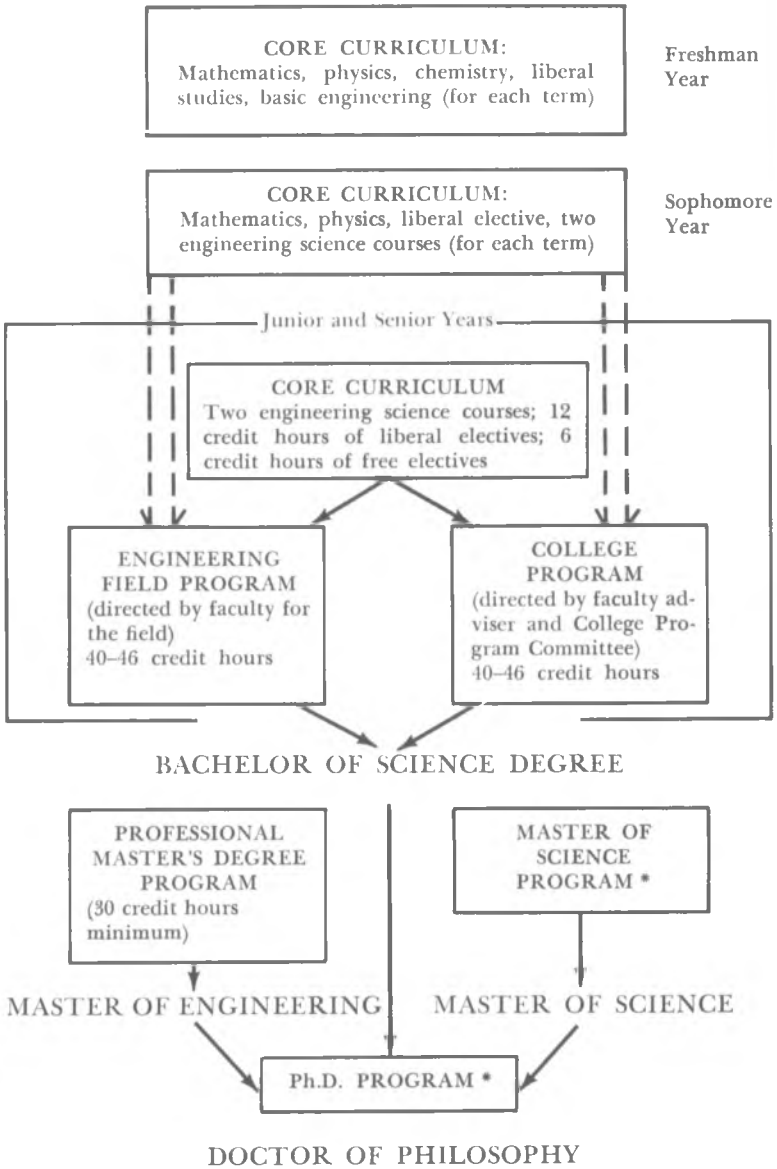 CORE CURRICULUM:
Mathematics, physics, chemistry, liberal
studies, basic engineering (for each term)
Freshman
Year
CORE CURRICULUM:
Mathematics, physics, liberal elective, two
engineering science courses (for each term)
Sophomore
Year
Junior and Senior Years
CORE CURRICULUM
Two engineering science courses; 12
credit hours of liberal electives; 6
credit hours of free electives
ENGINEERING
FIELD PROGRAM
(directed by faculty for
the field)
40–46 credit hours
COLLEGE
PROGRAM
(directed by faculty ad-
viser and College Pro-
gram Committee)
40–46 credit hours
BACHELOR OF SCIENCE DEGREE
PROFESSIONAL
MASTER'S DEGREE
PROGRAM
(30 credit hours
minimum)
MASTER OF
SCIENCE
PROGRAM *
MASTER OF ENGINEERING
MASTER OF SCIENCE
Ph.D. PROGRAM *
DOCTOR OF PHILOSOPHY